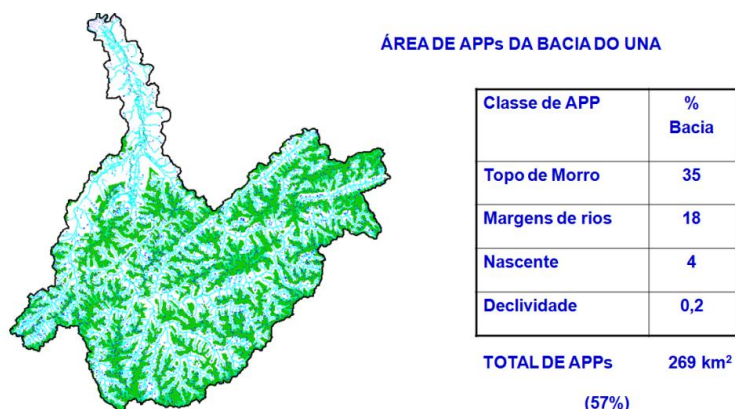 ÁREA DE APPs DA BACIA DO UNA
Classe de APP % Bacia
Topo de Morro 35
Margens de rios 18
Nascente 4
Declividade 0,2
TOTAL DE APPs 269 km²
(57%)